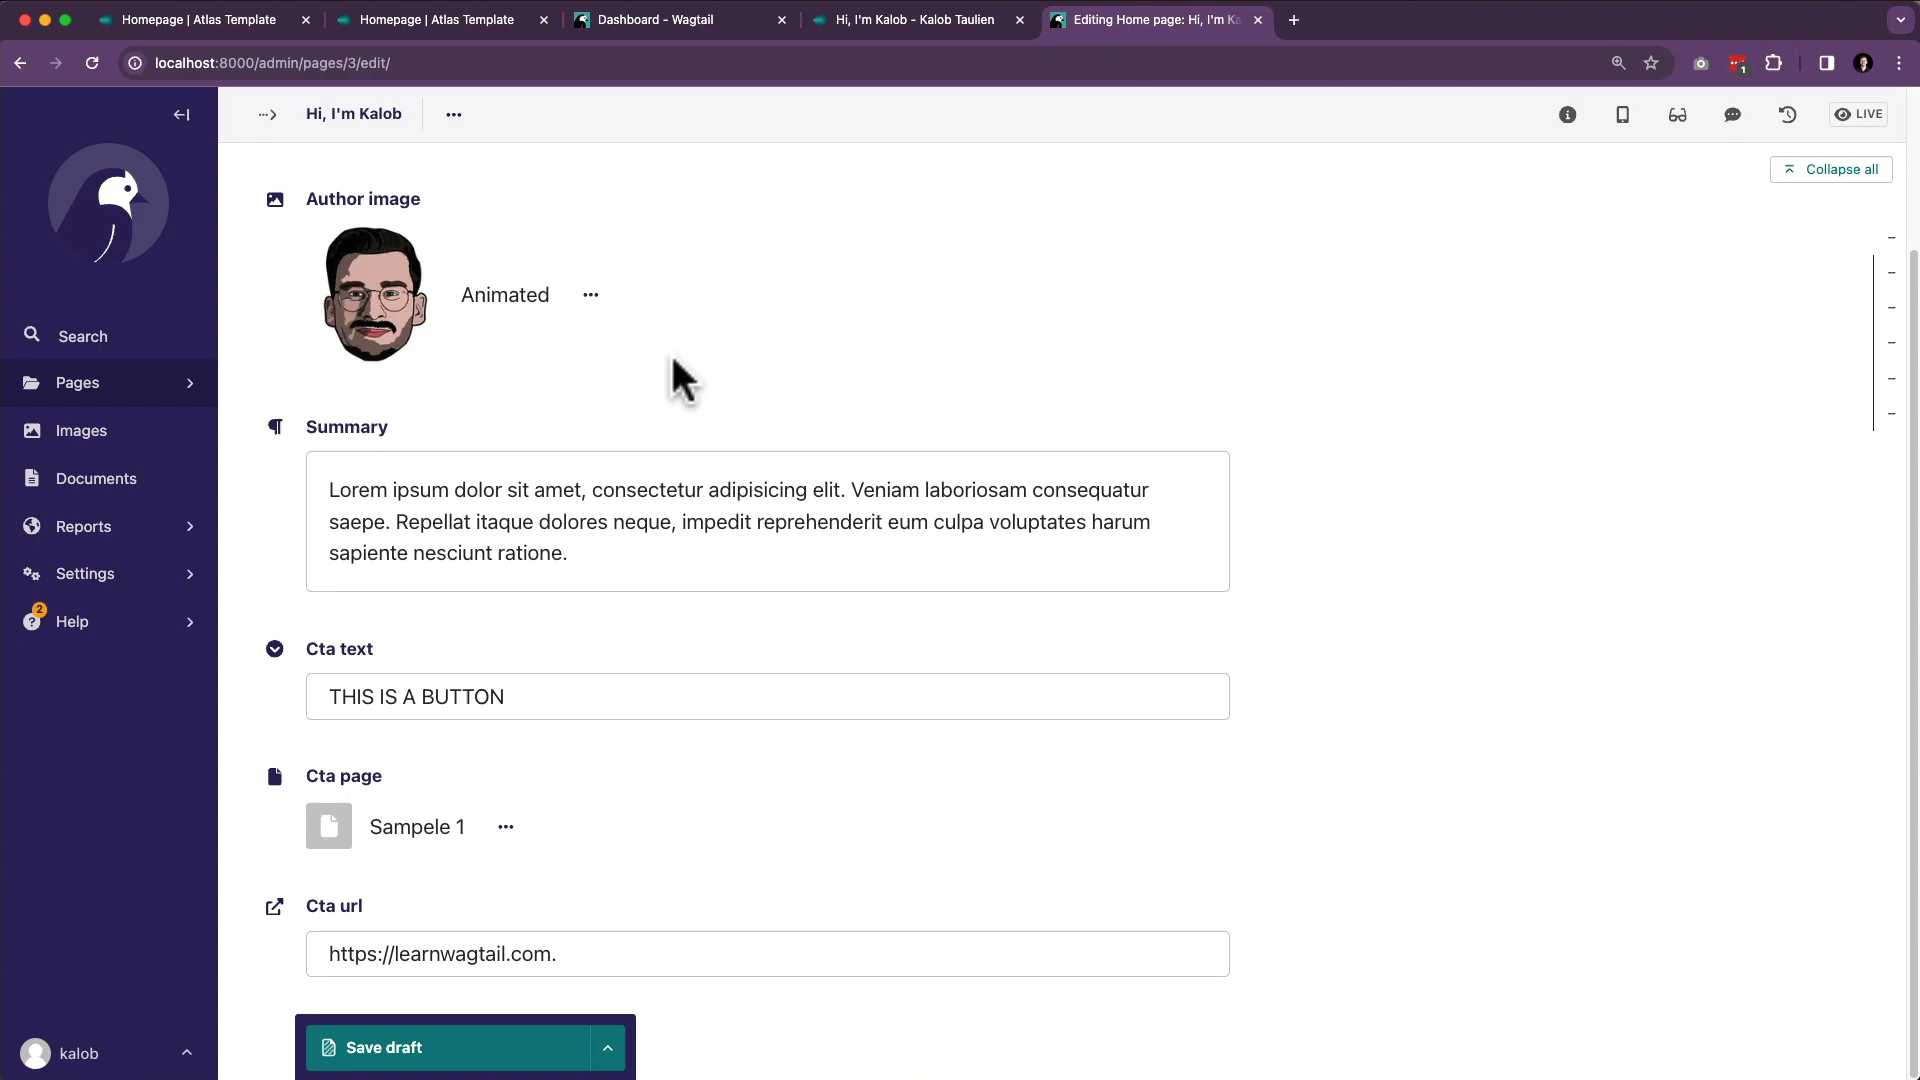 Homepage | Atlas Template
Homepage | Atlas Template
Dashboard - Wagtail
Hi, I'm Kalob - Kalob Taulien
Editing Home page: Hi, I'm Ka
localhost:8000/admin/pages/3/edit/
1
Hi, I'm Kalob
LIVE
Collapse all
Search
Pages
Images
Documents
Reports
Settings
2
Help
kalob
Author image
Animated
Summary
Lorem ipsum dolor sit amet, consectetur adipisicing elit. Veniam laboriosam consequatur
saepe. Repellat itaque dolores neque, impedit reprehenderit eum culpa voluptates harum
sapiente nesciunt ratione.
Cta text
THIS IS A BUTTON
Cta page
Sampele 1
Cta url
https://learnwagtail.com.
Save draft